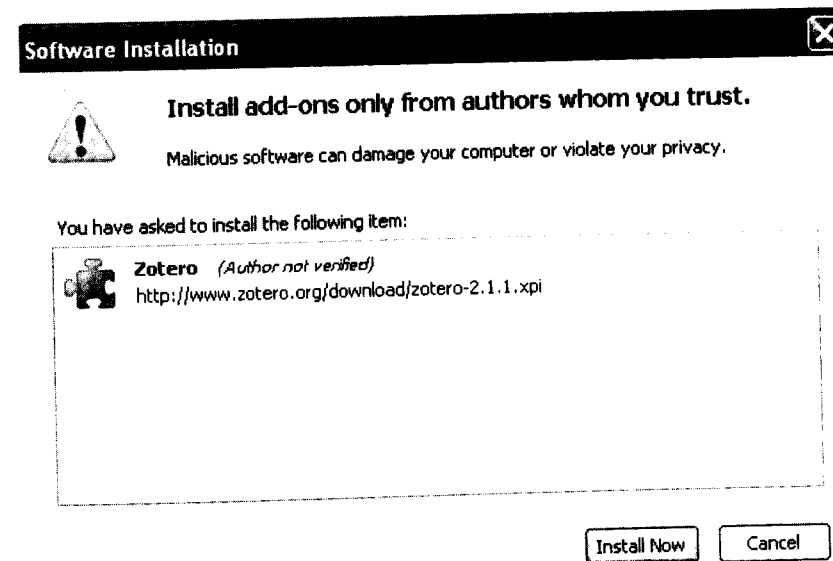 Software Installation
Install add-ons only from authors whom you trust.
Malicious software can damage your computer or violate your privacy.
You have asked to install the following item:
Zotero (Author not verified)
http://www.zotero.org/download/zotero-2.1.1.xpi
Install Now Cancel